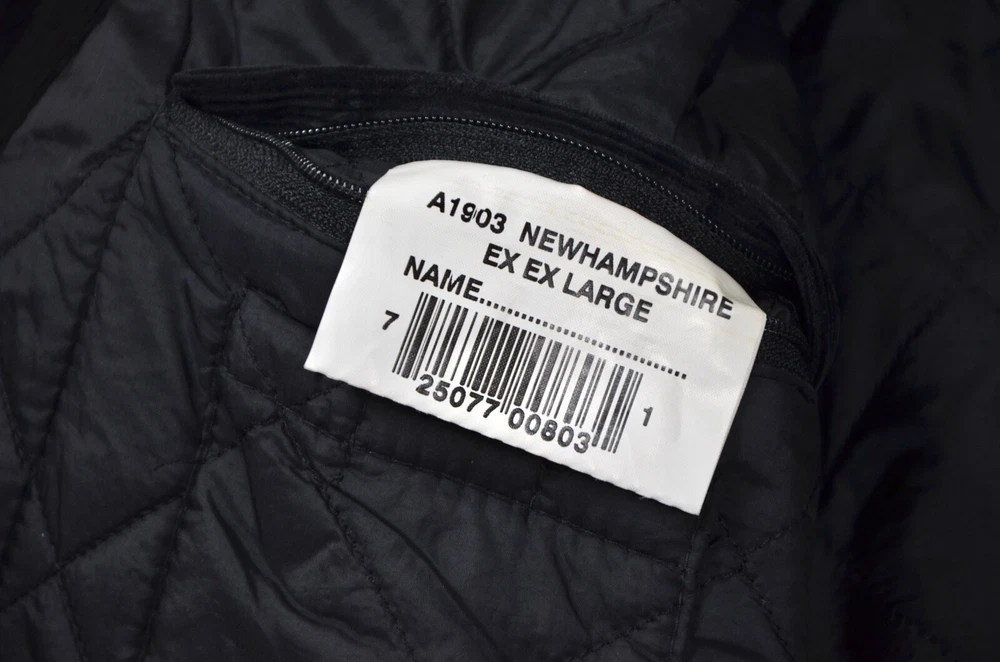 A1903 NEWHAMPSHIRE
EX EX LARGE
NAME..........................................
7 25077 00803 1